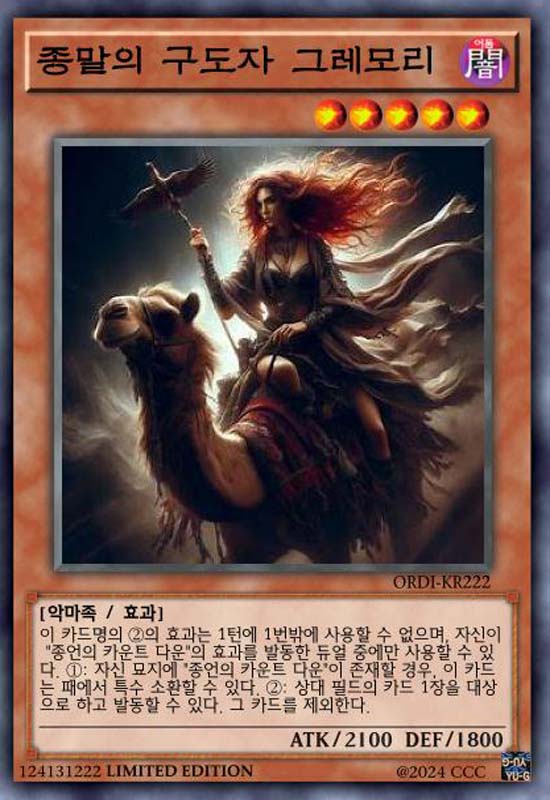 종말의 구도자 그레모리
어둠
闇
ORDI-KR222
[악마족 / 효과]
이 카드명의 ②의 효과는 1턴에 1번밖에 사용할 수 없으며, 자신이
"종언의 카운트 다운"의 효과를 발동한 듀얼 중에만 사용할 수 있
다. ①: 자신 묘지에 "종언의 카운트 다운"이 존재할 경우, 이 카드
는 패에서 특수 소환할 수 있다. ②: 상대 필드의 카드 1장을 대상
으로 하고 발동할 수 있다. 그 카드를 제외한다.
ATK/2100 DEF/1800
124131222 LIMITED EDITION
@2024 CCC
YU-G